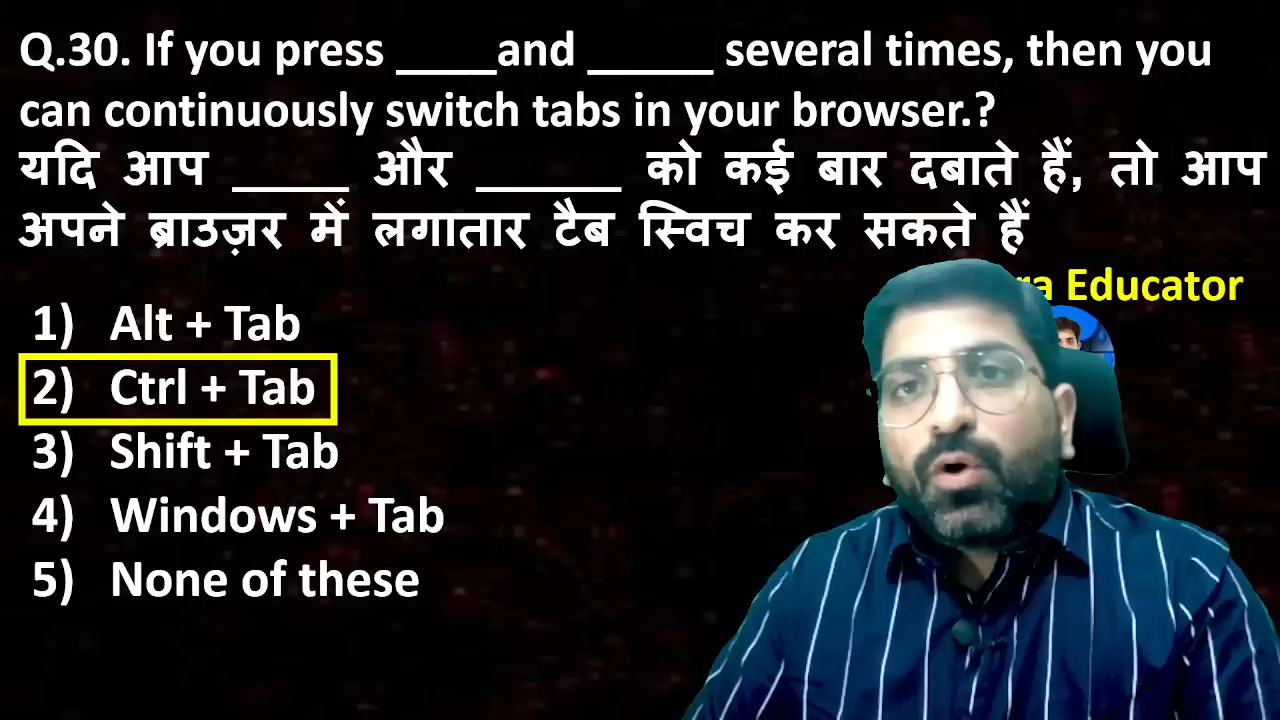 Q.30. If you press ____and _____ several times, then you
can continuously switch tabs in your browser.?
यदि आप ____ और _____ को कई बार दबाते हैं, तो आप
अपने ब्राउज़र में लगातार टैब स्विच कर सकते हैं
Educator
1) Alt + Tab
2) Ctrl + Tab
3) Shift + Tab
4) Windows + Tab
5) None of these